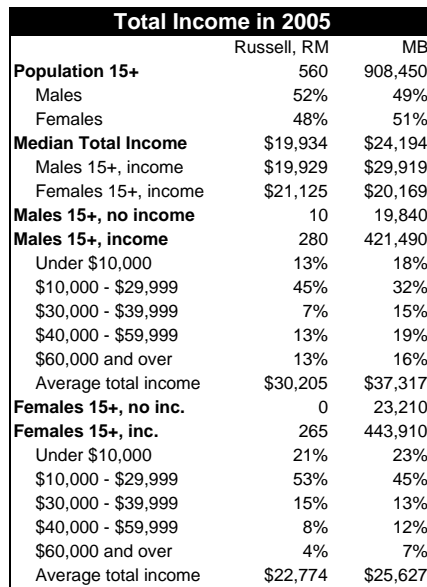 Total Income in 2005
Russell, RM MB
Population 15+ 560 908,450
Males 52% 49%
Females 48% 51%
Median Total Income $19,934 $24,194
Males 15+, income $19,929 $29,919
Females 15+, income $21,125 $20,169
Males 15+, no income 10 19,840
Males 15+, income 280 421,490
Under $10,000 13% 18%
$10,000 - $29,999 45% 32%
$30,000 - $39,999 7% 15%
$40,000 - $59,999 13% 19%
$60,000 and over 13% 16%
Average total income $30,205 $37,317
Females 15+, no inc. 0 23,210
Females 15+, inc. 265 443,910
Under $10,000 21% 23%
$10,000 - $29,999 53% 45%
$30,000 - $39,999 15% 13%
$40,000 - $59,999 8% 12%
$60,000 and over 4% 7%
Average total income $22,774 $25,627